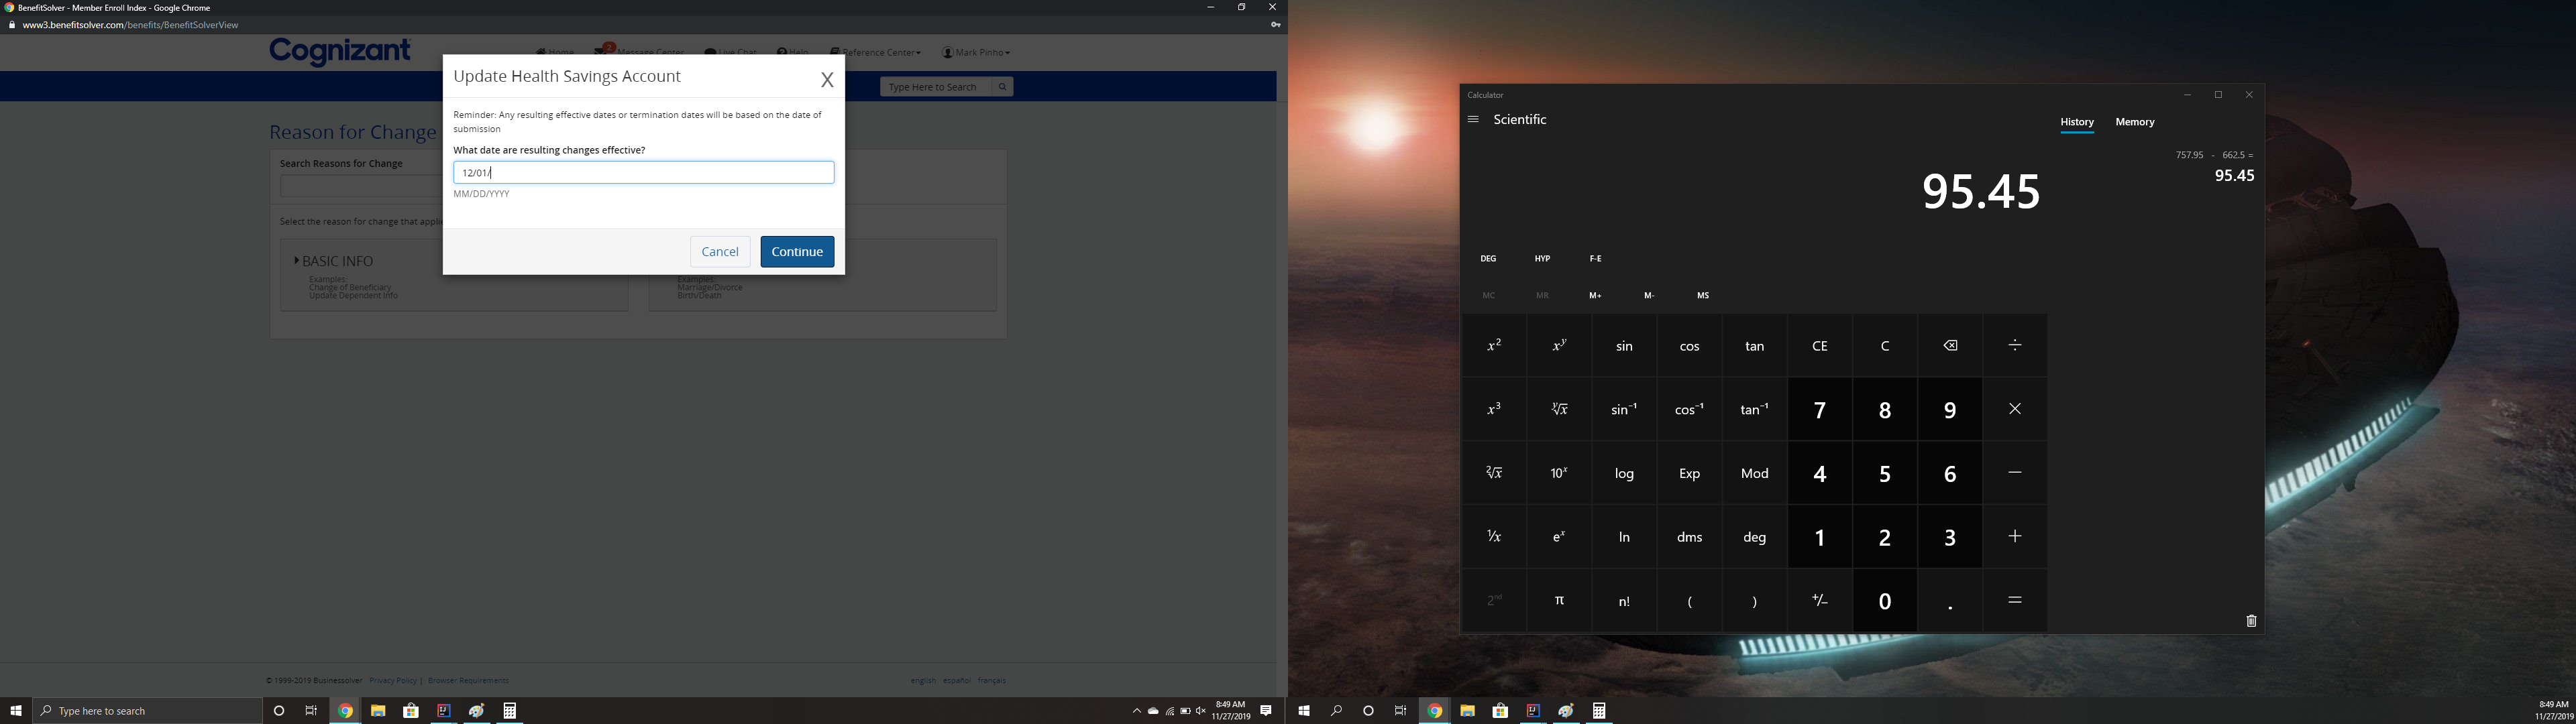 BenefitSolver - Member Enroll Index - Google Chrome
www3.benefitsolver.com/benefits/BenefitSolverView
Cognizant
Home
2
Message Center
Live Chat
Help
Reference Center
Mark Pinho
Type Here to Search
Update Health Savings Account
X
Reminder: Any resulting effective dates or termination dates will be based on the date of
submission
What date are resulting changes effective?
12/01/
MM/DD/YYYY
Cancel
Continue
Reason for Change
Search Reasons for Change
Select the reason for change that appli
BASIC INFO
Examples:
Change of Beneficiary
Update Dependent Info
Examples:
Marriage/Divorce
Birth/Death
© 1999-2019 Businessolver Privacy Policy | Browser Requirements
english español français
Type here to search
8:49 AM
11/27/2019
Calculator
Scientific
History Memory
757.95 - 662.5 =
95.45
95.45
DEG HYP F-E
MC MR M+ M- MS
x² xʸ sin cos tan CE C ÷
x³ ʸ√x sin⁻¹ cos⁻¹ tan⁻¹ 7 8 9 ×
²√x 10ˣ log Exp Mod 4 5 6 −
¹/x eˣ ln dms deg 1 2 3 +
2ⁿᵈ π n! ( ) +/− 0 . =
8:49 AM
11/27/201